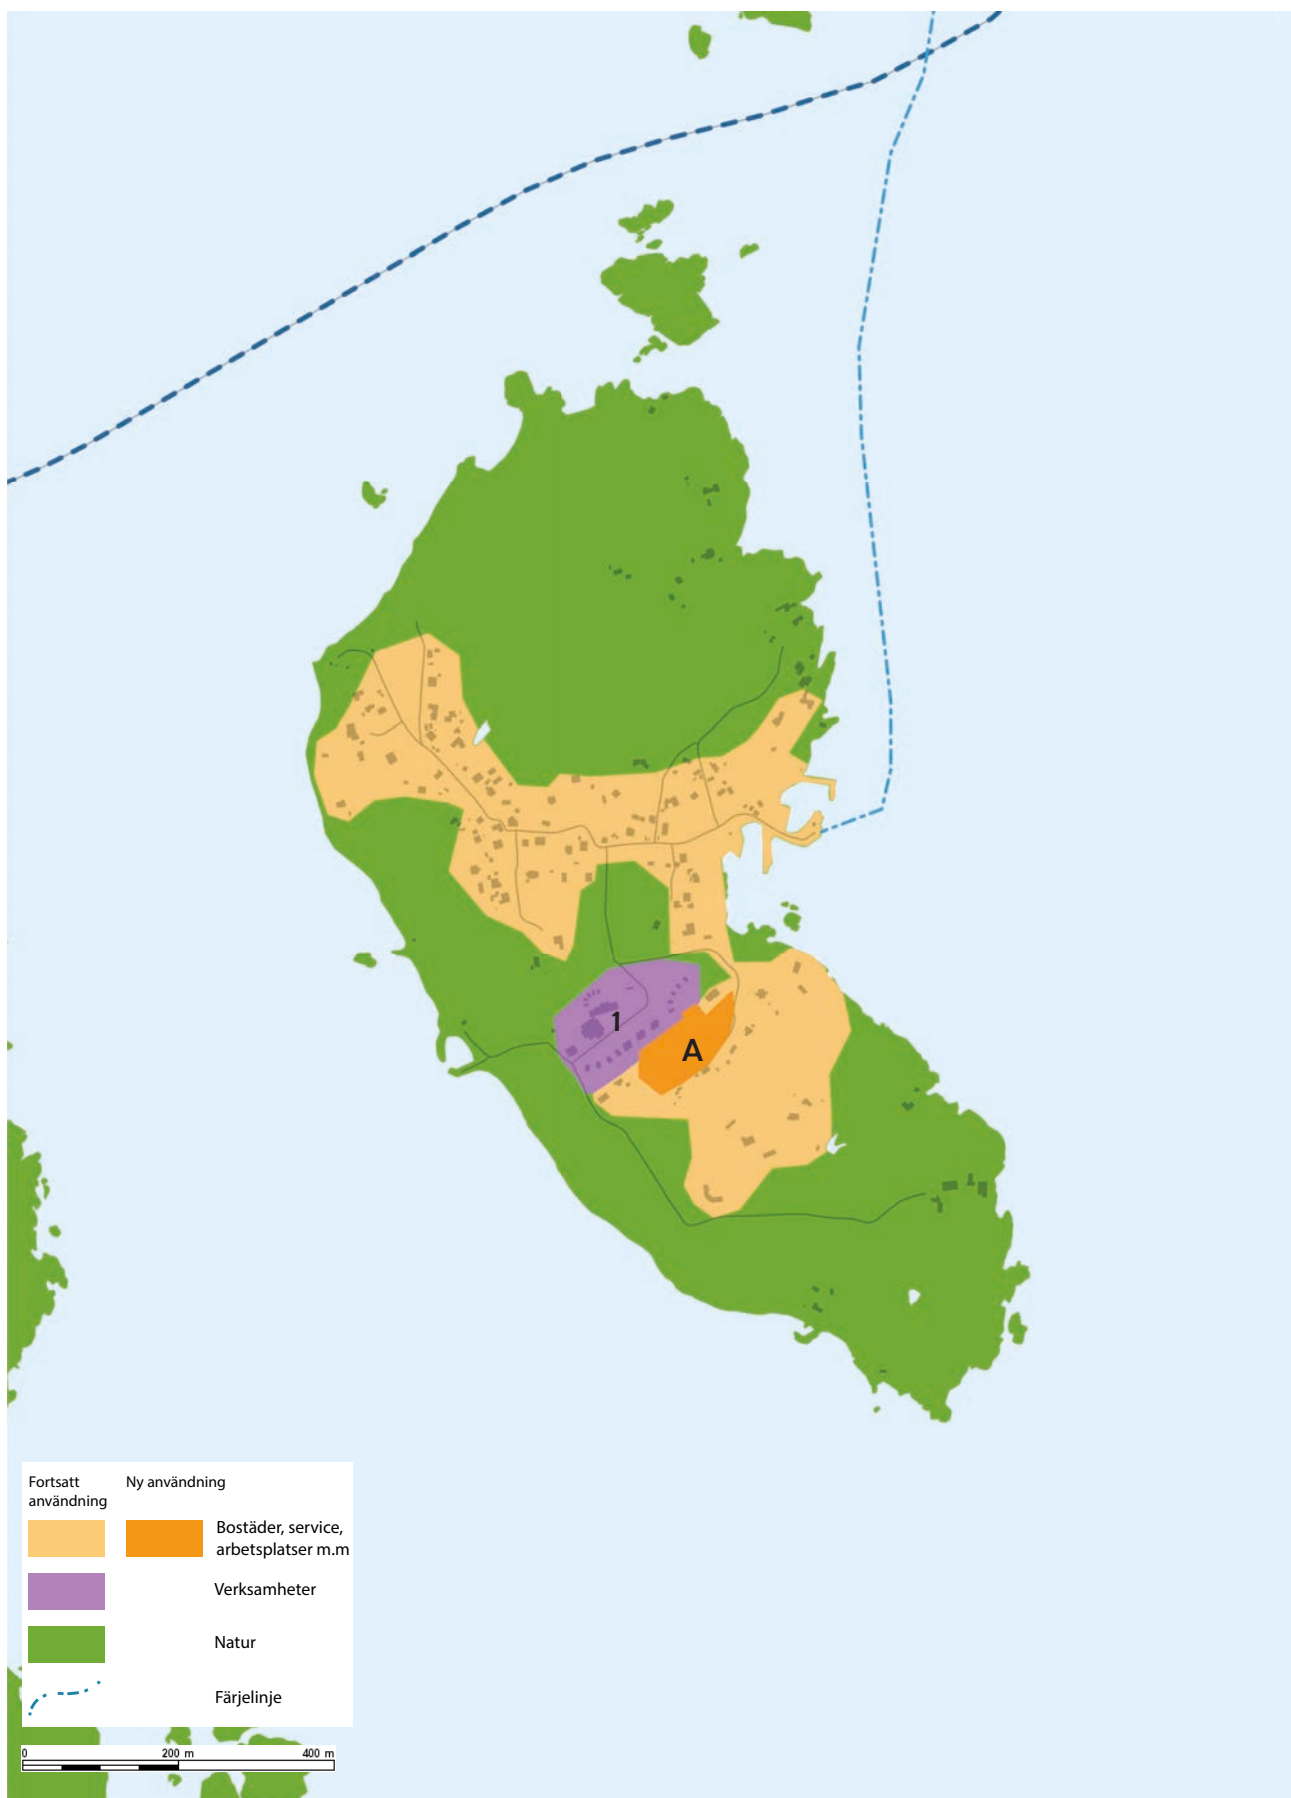 1
A
Fortsatt
användning
Ny användning
Bostäder, service,
arbetsplatser m.m
Verksamheter
Natur
Färjelinje
0 200 m 400 m